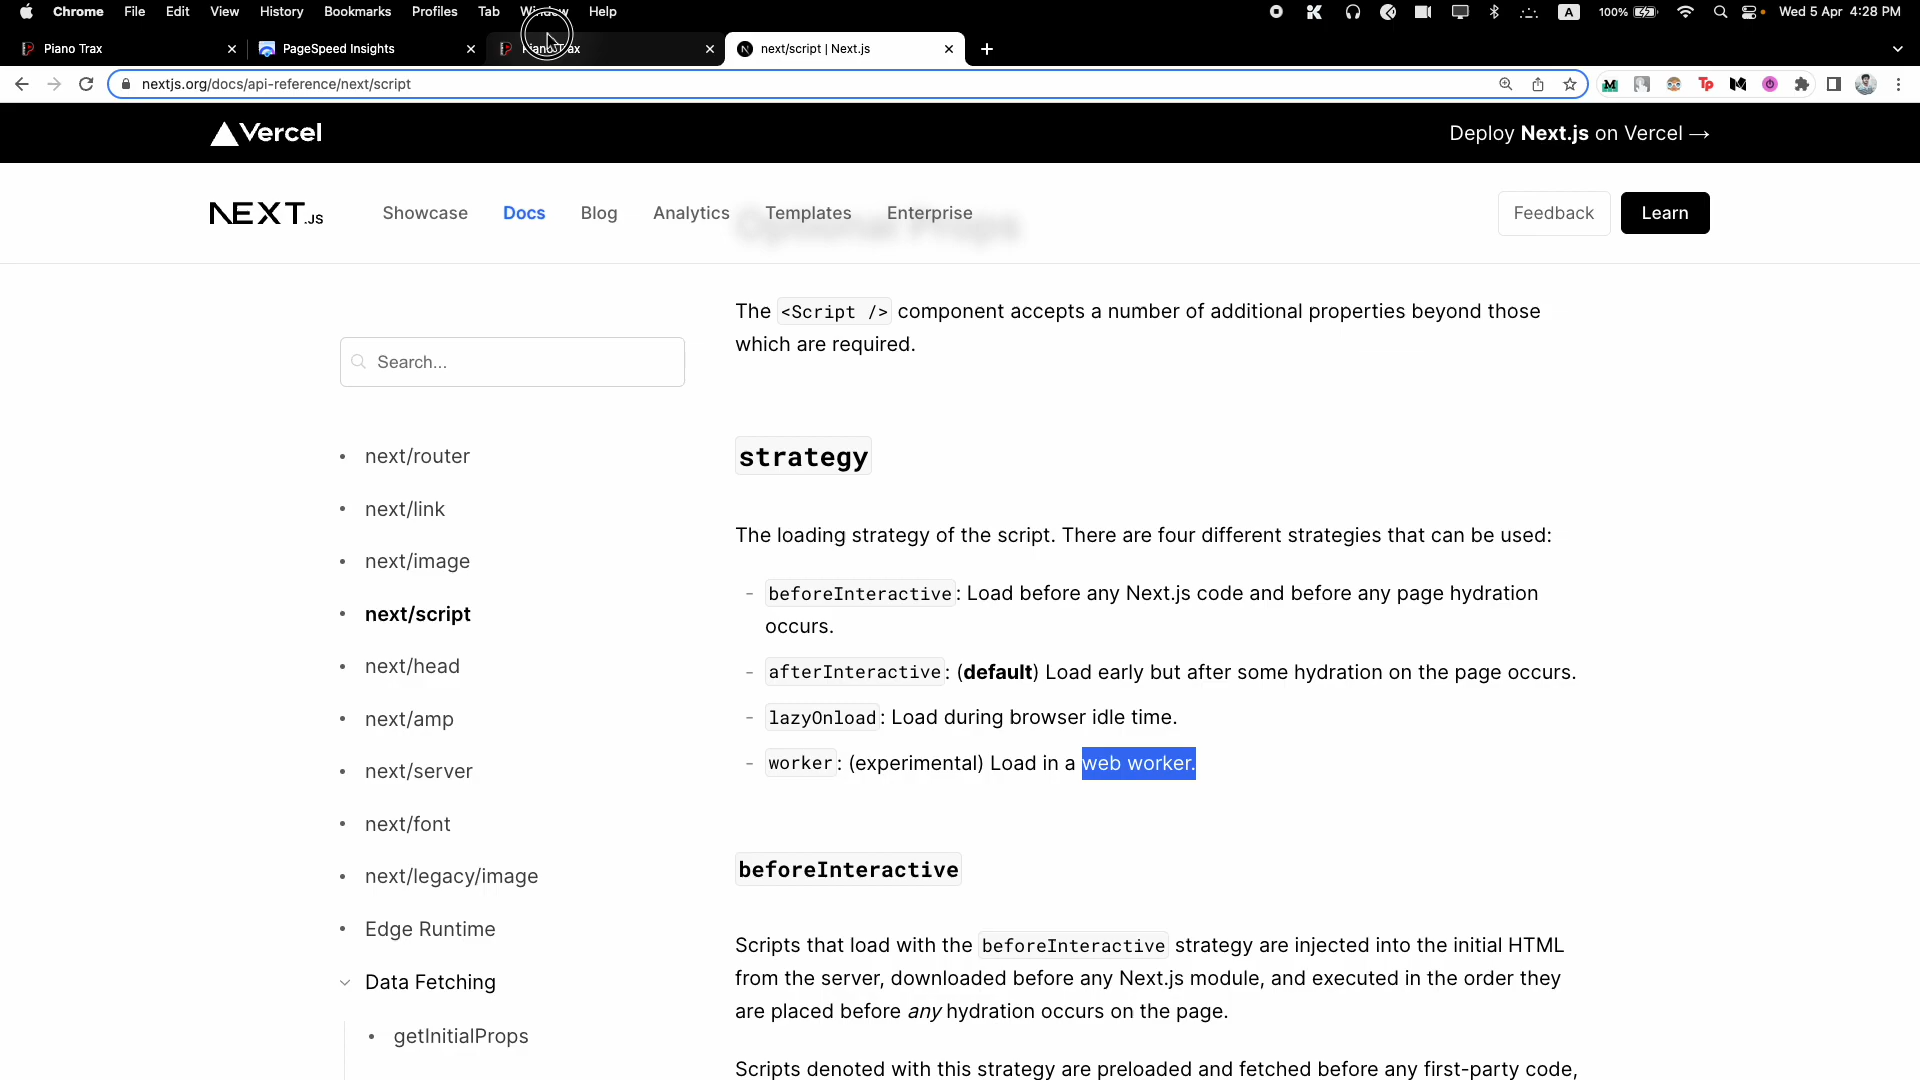 Chrome File Edit View History Bookmarks Profiles Tab Window Help A 100% Wed 5 Apr 4:28 PM
Piano Trax PageSpeed Insights Piano Trax next/script | Next.js
nextjs.org/docs/api-reference/next/script
Vercel Deploy Next.js on Vercel →
NEXT.JS Showcase Docs Blog Analytics Templates Enterprise Feedback Learn
Optional Props
The <Script /> component accepts a number of additional properties beyond those
which are required.
Search...
next/router
next/link
next/image
next/script
next/head
next/amp
next/server
next/font
next/legacy/image
Edge Runtime
Data Fetching
getInitialProps
strategy
The loading strategy of the script. There are four different strategies that can be used:
- beforeInteractive: Load before any Next.js code and before any page hydration
occurs.
- afterInteractive: (default) Load early but after some hydration on the page occurs.
- lazyOnload: Load during browser idle time.
- worker: (experimental) Load in a web worker.
beforeInteractive
Scripts that load with the beforeInteractive strategy are injected into the initial HTML
from the server, downloaded before any Next.js module, and executed in the order they
are placed before any hydration occurs on the page.
Scripts denoted with this strategy are preloaded and fetched before any first-party code,